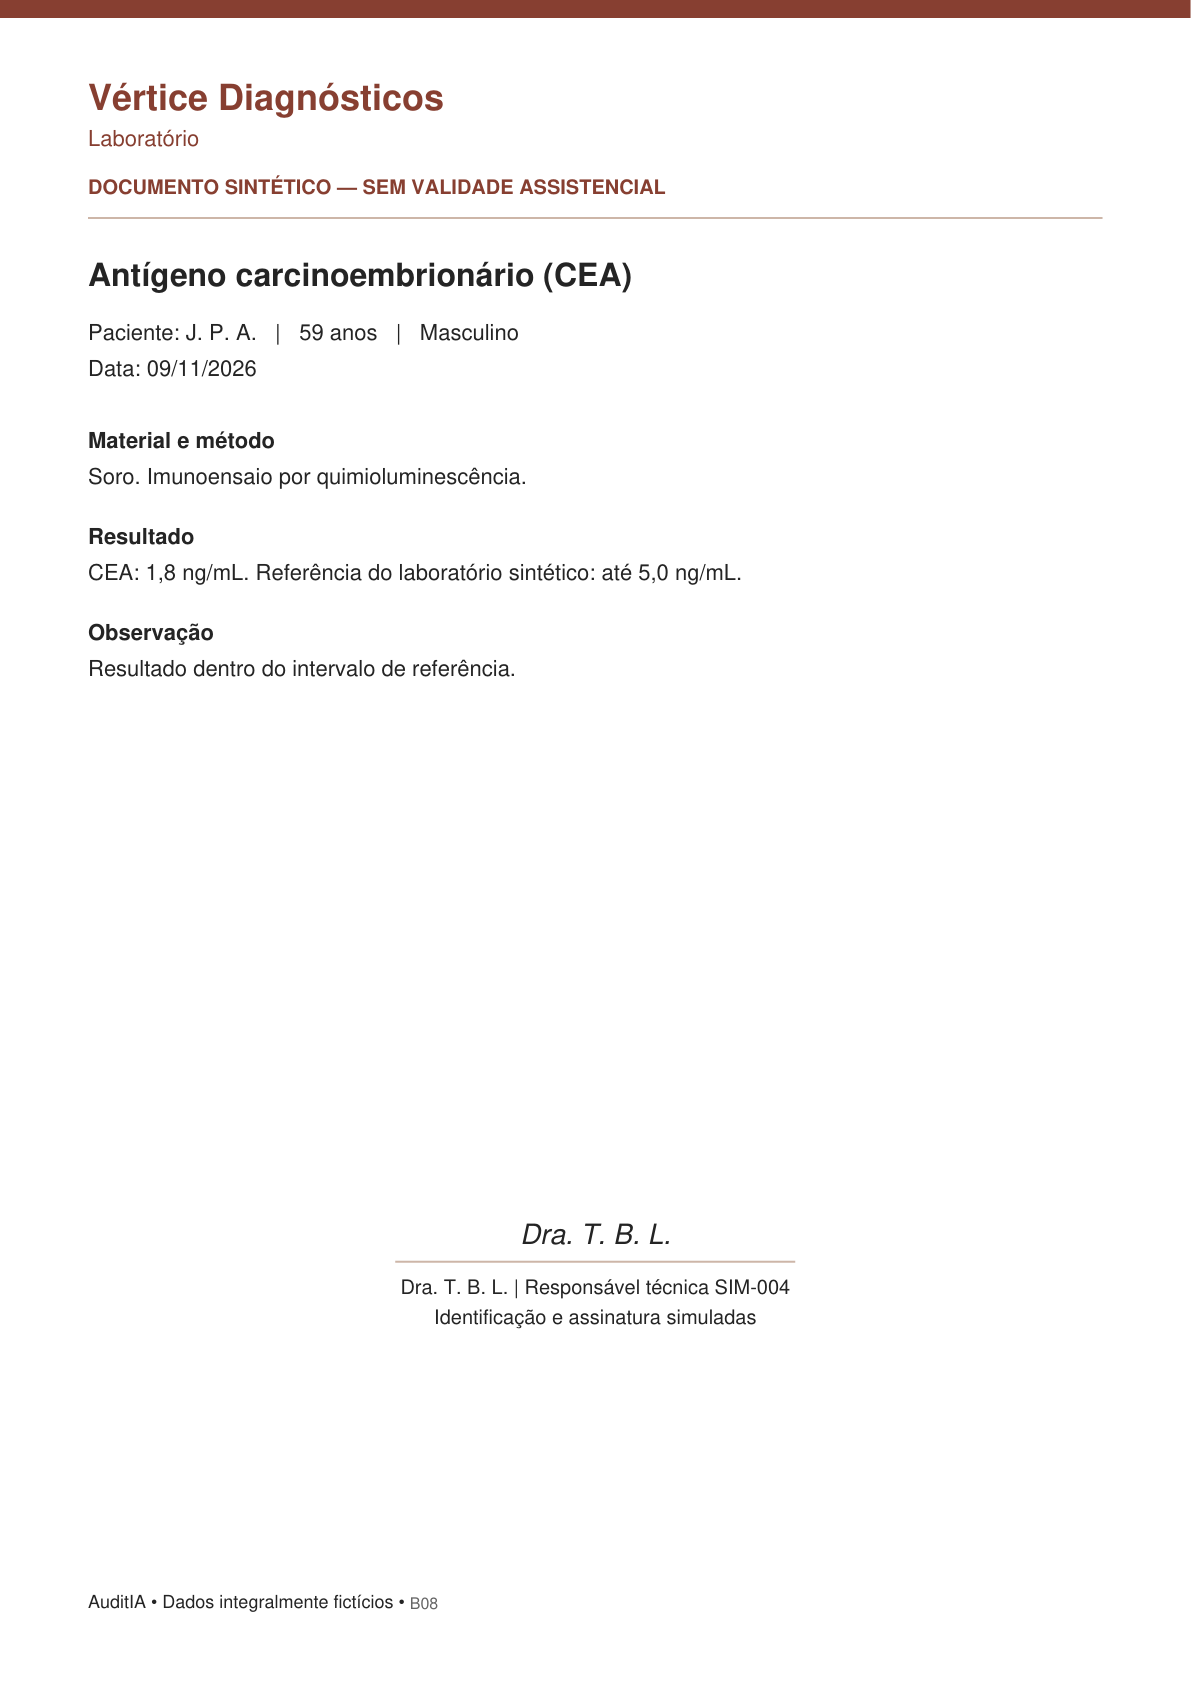 Vértice Diagnósticos
Laboratório
DOCUMENTO SINTÉTICO — SEM VALIDADE ASSISTENCIAL
Antígeno carcinoembrionário (CEA)
Paciente: J. P. A. | 59 anos | Masculino
Data: 09/11/2026
Material e método
Soro. Imunoensaio por quimioluminescência.
Resultado
CEA: 1,8 ng/mL. Referência do laboratório sintético: até 5,0 ng/mL.
Observação
Resultado dentro do intervalo de referência.
Dra. T. B. L.
Dra. T. B. L. | Responsável técnica SIM-004
Identificação e assinatura simuladas
AuditIA • Dados integralmente fictícios • B08